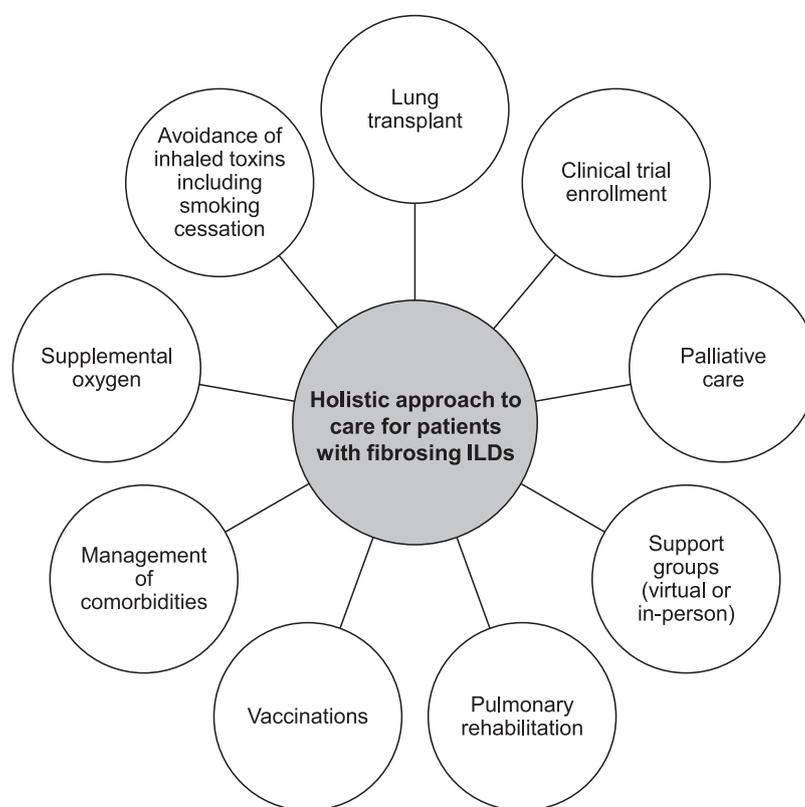 Lung
transplant
Clinical trial
enrollment
Palliative
care
Support
groups
(virtual or
in-person)
Pulmonary
rehabilitation
Vaccinations
Management
of
comorbidities
Supplemental
oxygen
Avoidance of
inhaled toxins
including
smoking
cessation
Holistic approach to
care for patients
with fibrosing ILDs